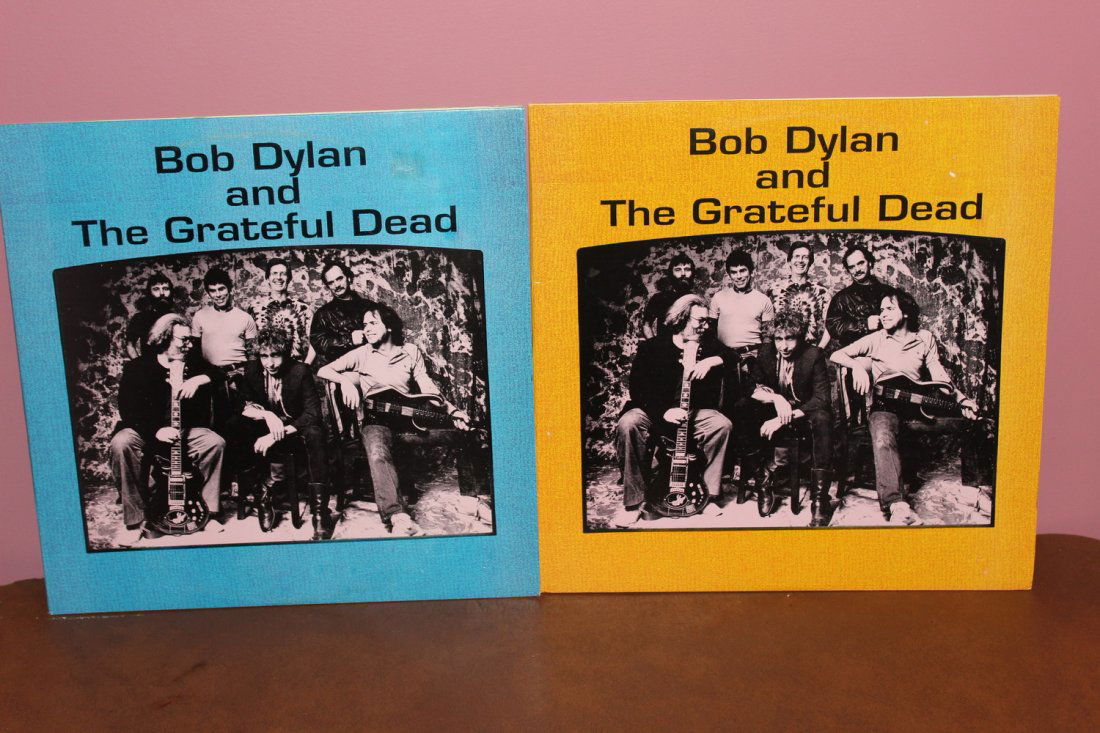 Bob Dylan
and
The Grateful Dead
Bob Dylan
and
The Grateful Dead